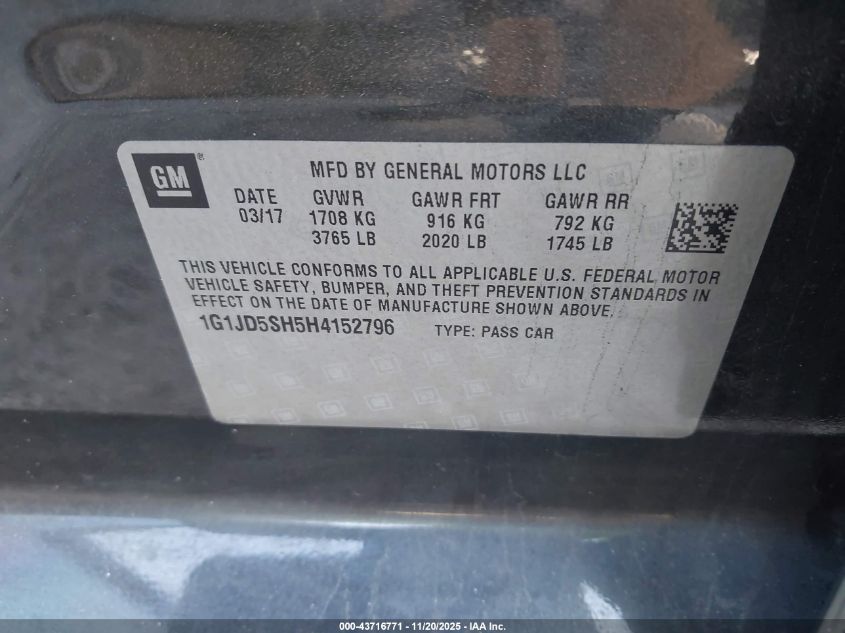 GM®
MFD BY GENERAL MOTORS LLC
DATE GVWR GAWR FRT GAWR RR
03/17 1708 KG 916 KG 792 KG
3765 LB 2020 LB 1745 LB
THIS VEHICLE CONFORMS TO ALL APPLICABLE U.S. FEDERAL MOTOR
VEHICLE SAFETY, BUMPER, AND THEFT PREVENTION STANDARDS IN
EFFECT ON THE DATE OF MANUFACTURE SHOWN ABOVE.
1G1JD5SH5H4152796 TYPE: PASS CAR
000-43716771 - 11/20/2025 - IAA Inc.